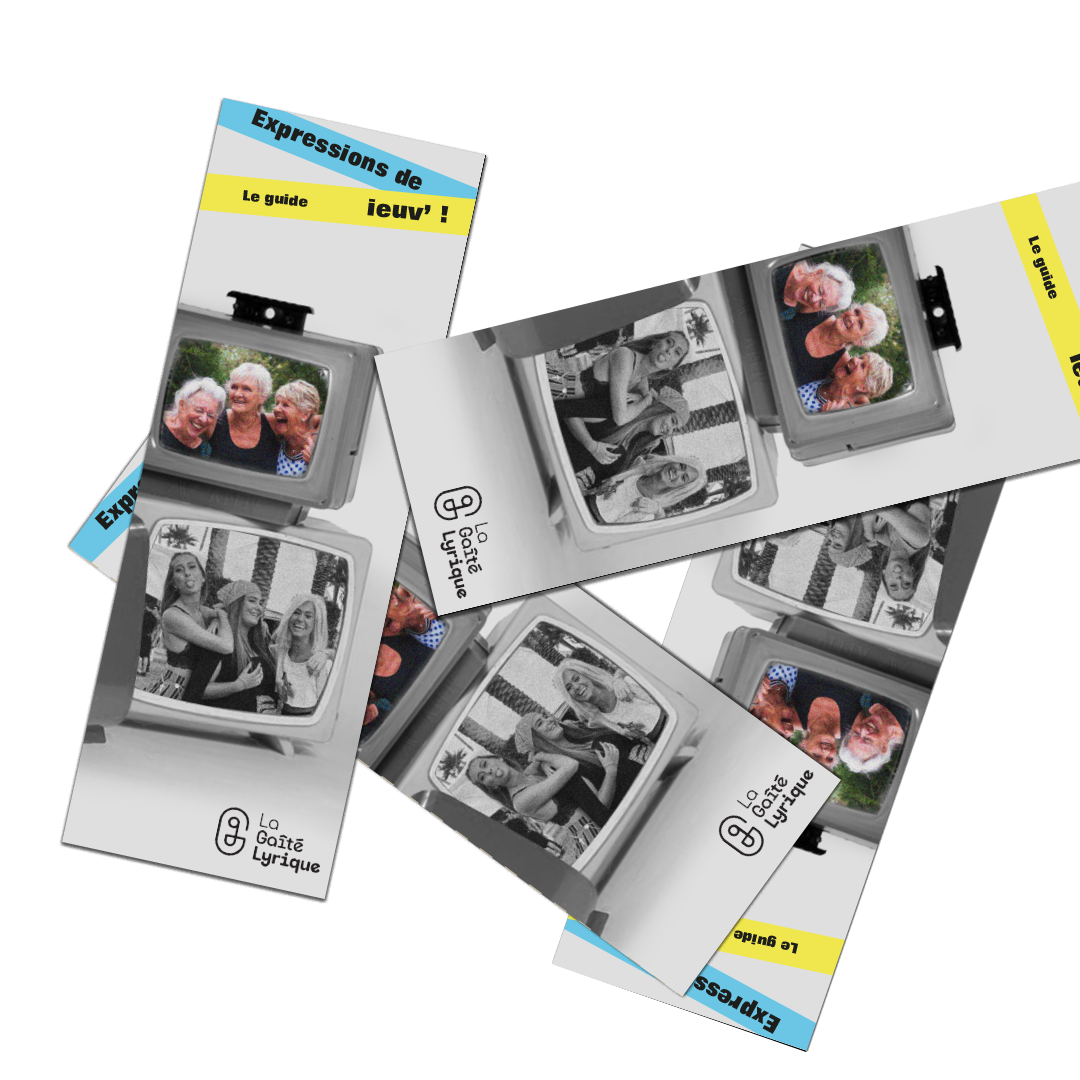 Expressions de
Le guide ieuv' !
La
Gaîté
Lyrique
Le guide
La
Gaîté
Lyrique
Expr
La
Gaîté
Lyrique
Le guide
Express